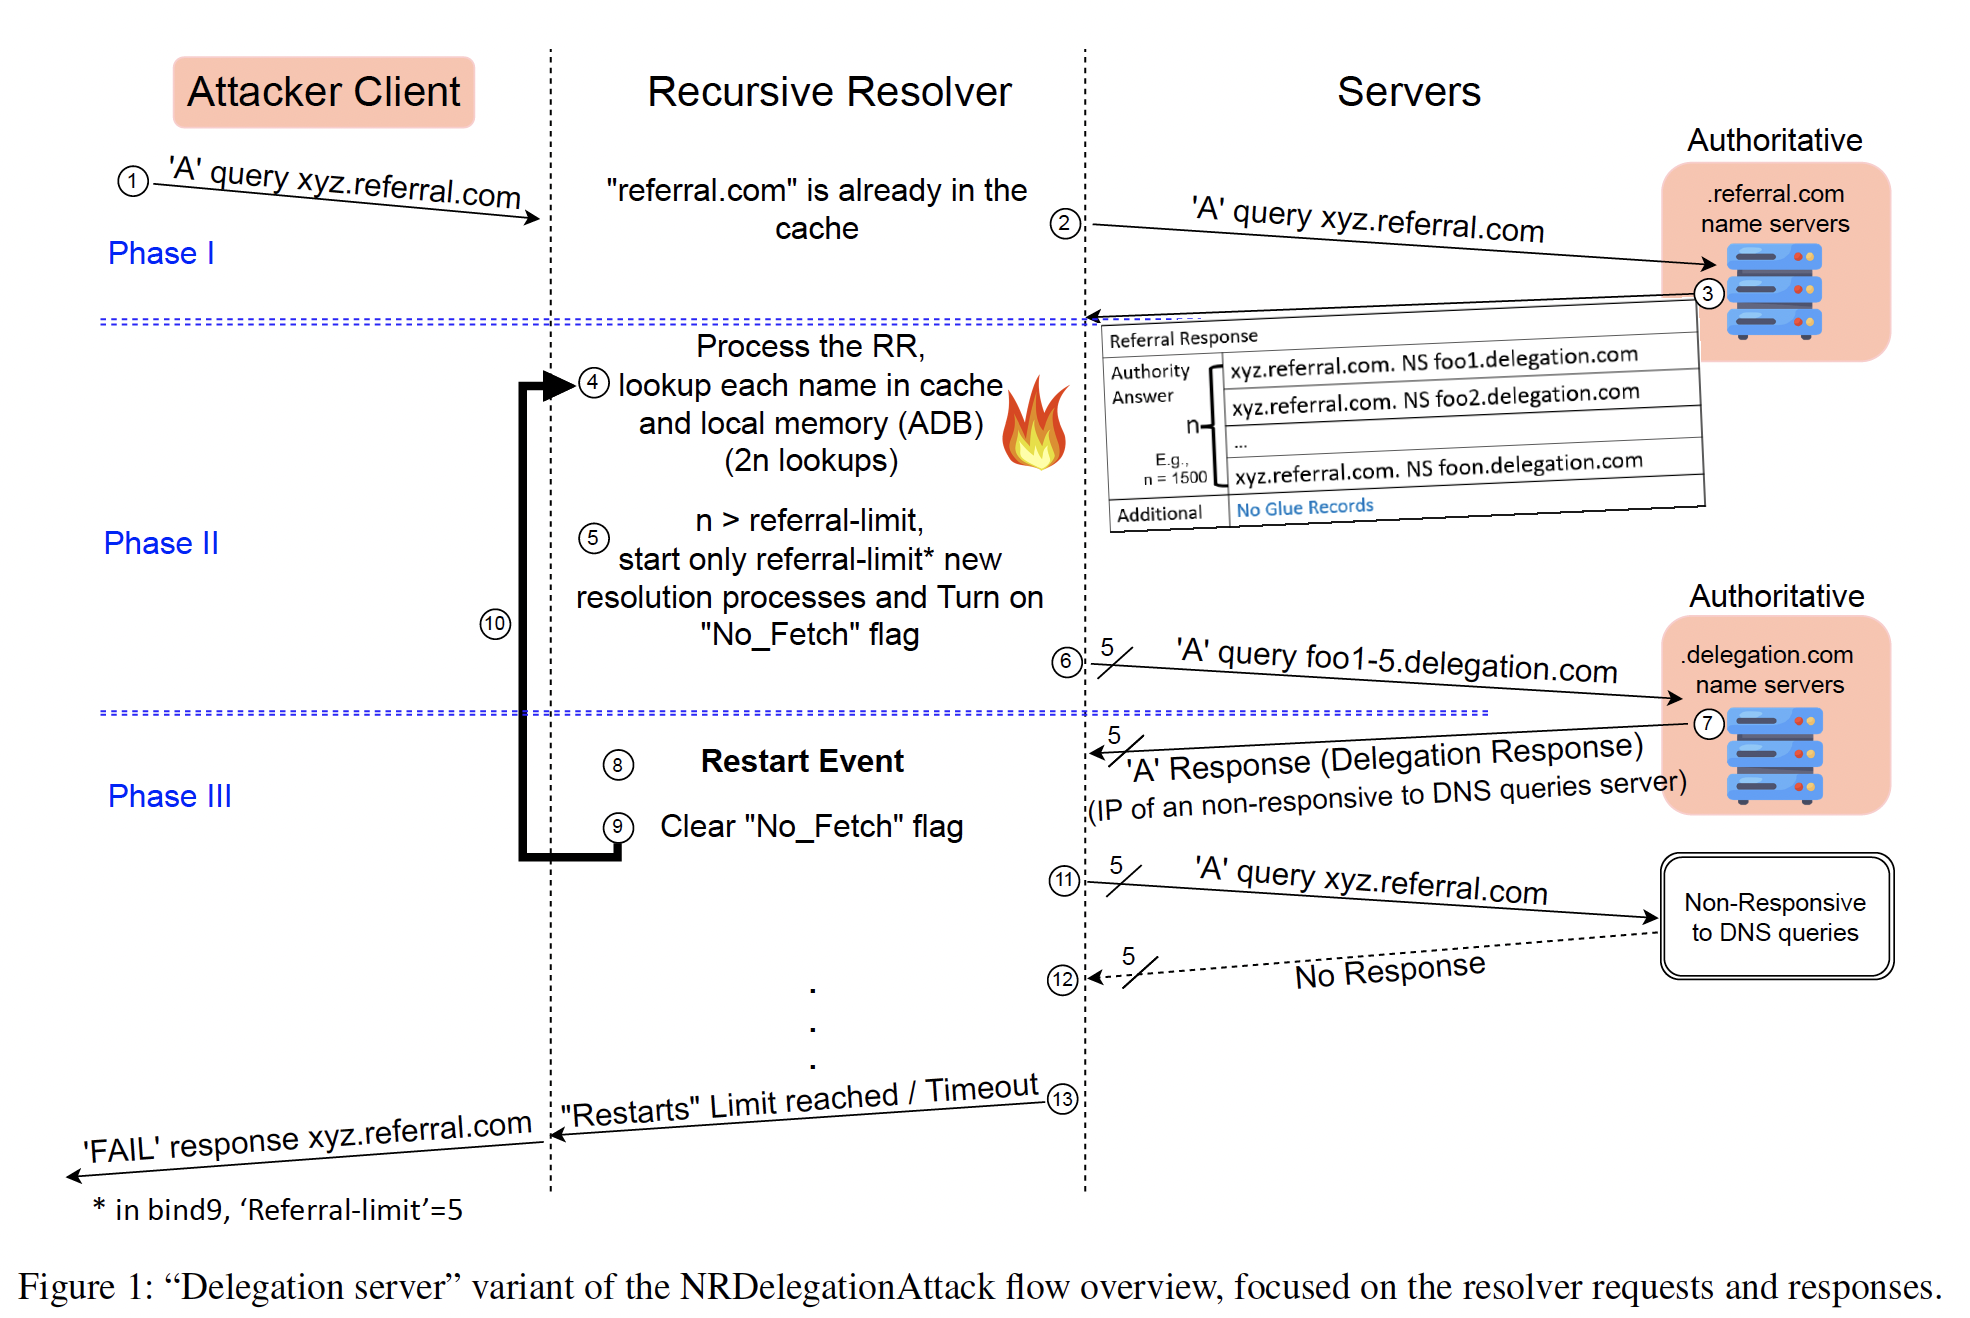 Attacker Client
Recursive Resolver
Servers
Authoritative
.referral.com
name servers
1
'A' query xyz.referral.com
"referral.com" is already in the
cache
2
'A' query xyz.referral.com
Phase I
3
Referral Response
Authority
Answer
n
E.g.,
n = 1500
xyz.referral.com. NS foo1.delegation.com
xyz.referral.com. NS foo2.delegation.com
...
xyz.referral.com. NS foon.delegation.com
Additional
No Glue Records
Process the RR,
4
lookup each name in cache
and local memory (ADB)
(2n lookups)
Phase II
5
n > referral-limit,
start only referral-limit* new
resolution processes and Turn on
"No_Fetch" flag
10
Authoritative
.delegation.com
name servers
6
5
'A' query foo1-5.delegation.com
7
5
'A' Response (Delegation Response)
(IP of an non-responsive to DNS queries server)
Phase III
8
Restart Event
9
Clear "No_Fetch" flag
11
5
'A' query xyz.referral.com
Non-Responsive
to DNS queries
12
5
No Response
.
.
.
13
"Restarts" Limit reached / Timeout
'FAIL' response xyz.referral.com
* in bind9, ‘Referral-limit’=5
Figure 1: “Delegation server” variant of the NRDelegationAttack flow overview, focused on the resolver requests and responses.